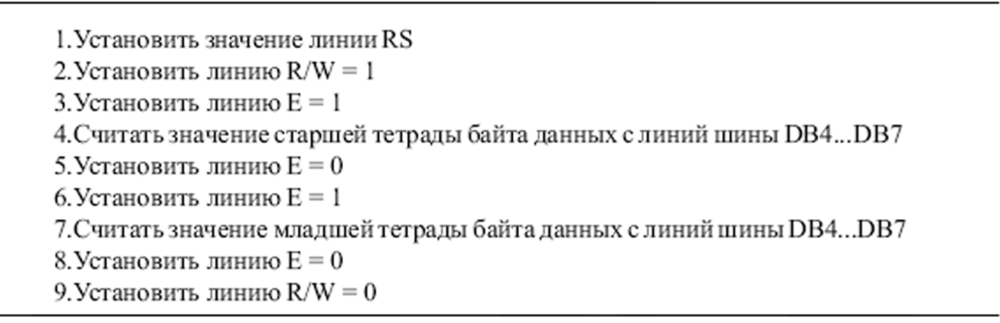 1.Установить значение линии RS
2.Установить линию R/W = 1
3.Установить линию E = 1
4.Считать значение старшей тетрады байта данных с линий шины DB4...DB7
5.Установить линию E = 0
6.Установить линию E = 1
7.Считать значение младшей тетрады байта данных с линий шины DB4...DB7
8.Установить линию E = 0
9.Установить линию R/W = 0